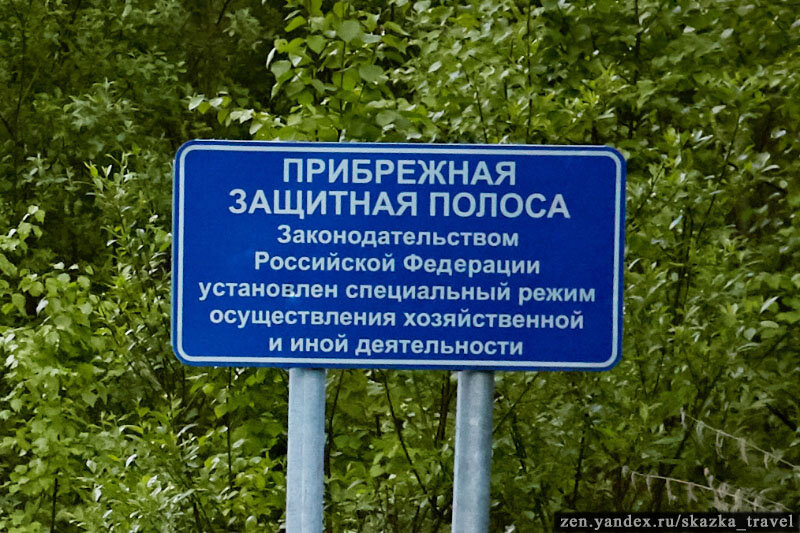 ПРИБРЕЖНАЯ
ЗАЩИТНАЯ ПОЛОСА
Законодательством
Российской Федерации
установлен специальный режим
осуществления хозяйственной
и иной деятельности
zen.yandex.ru/skazka_travel